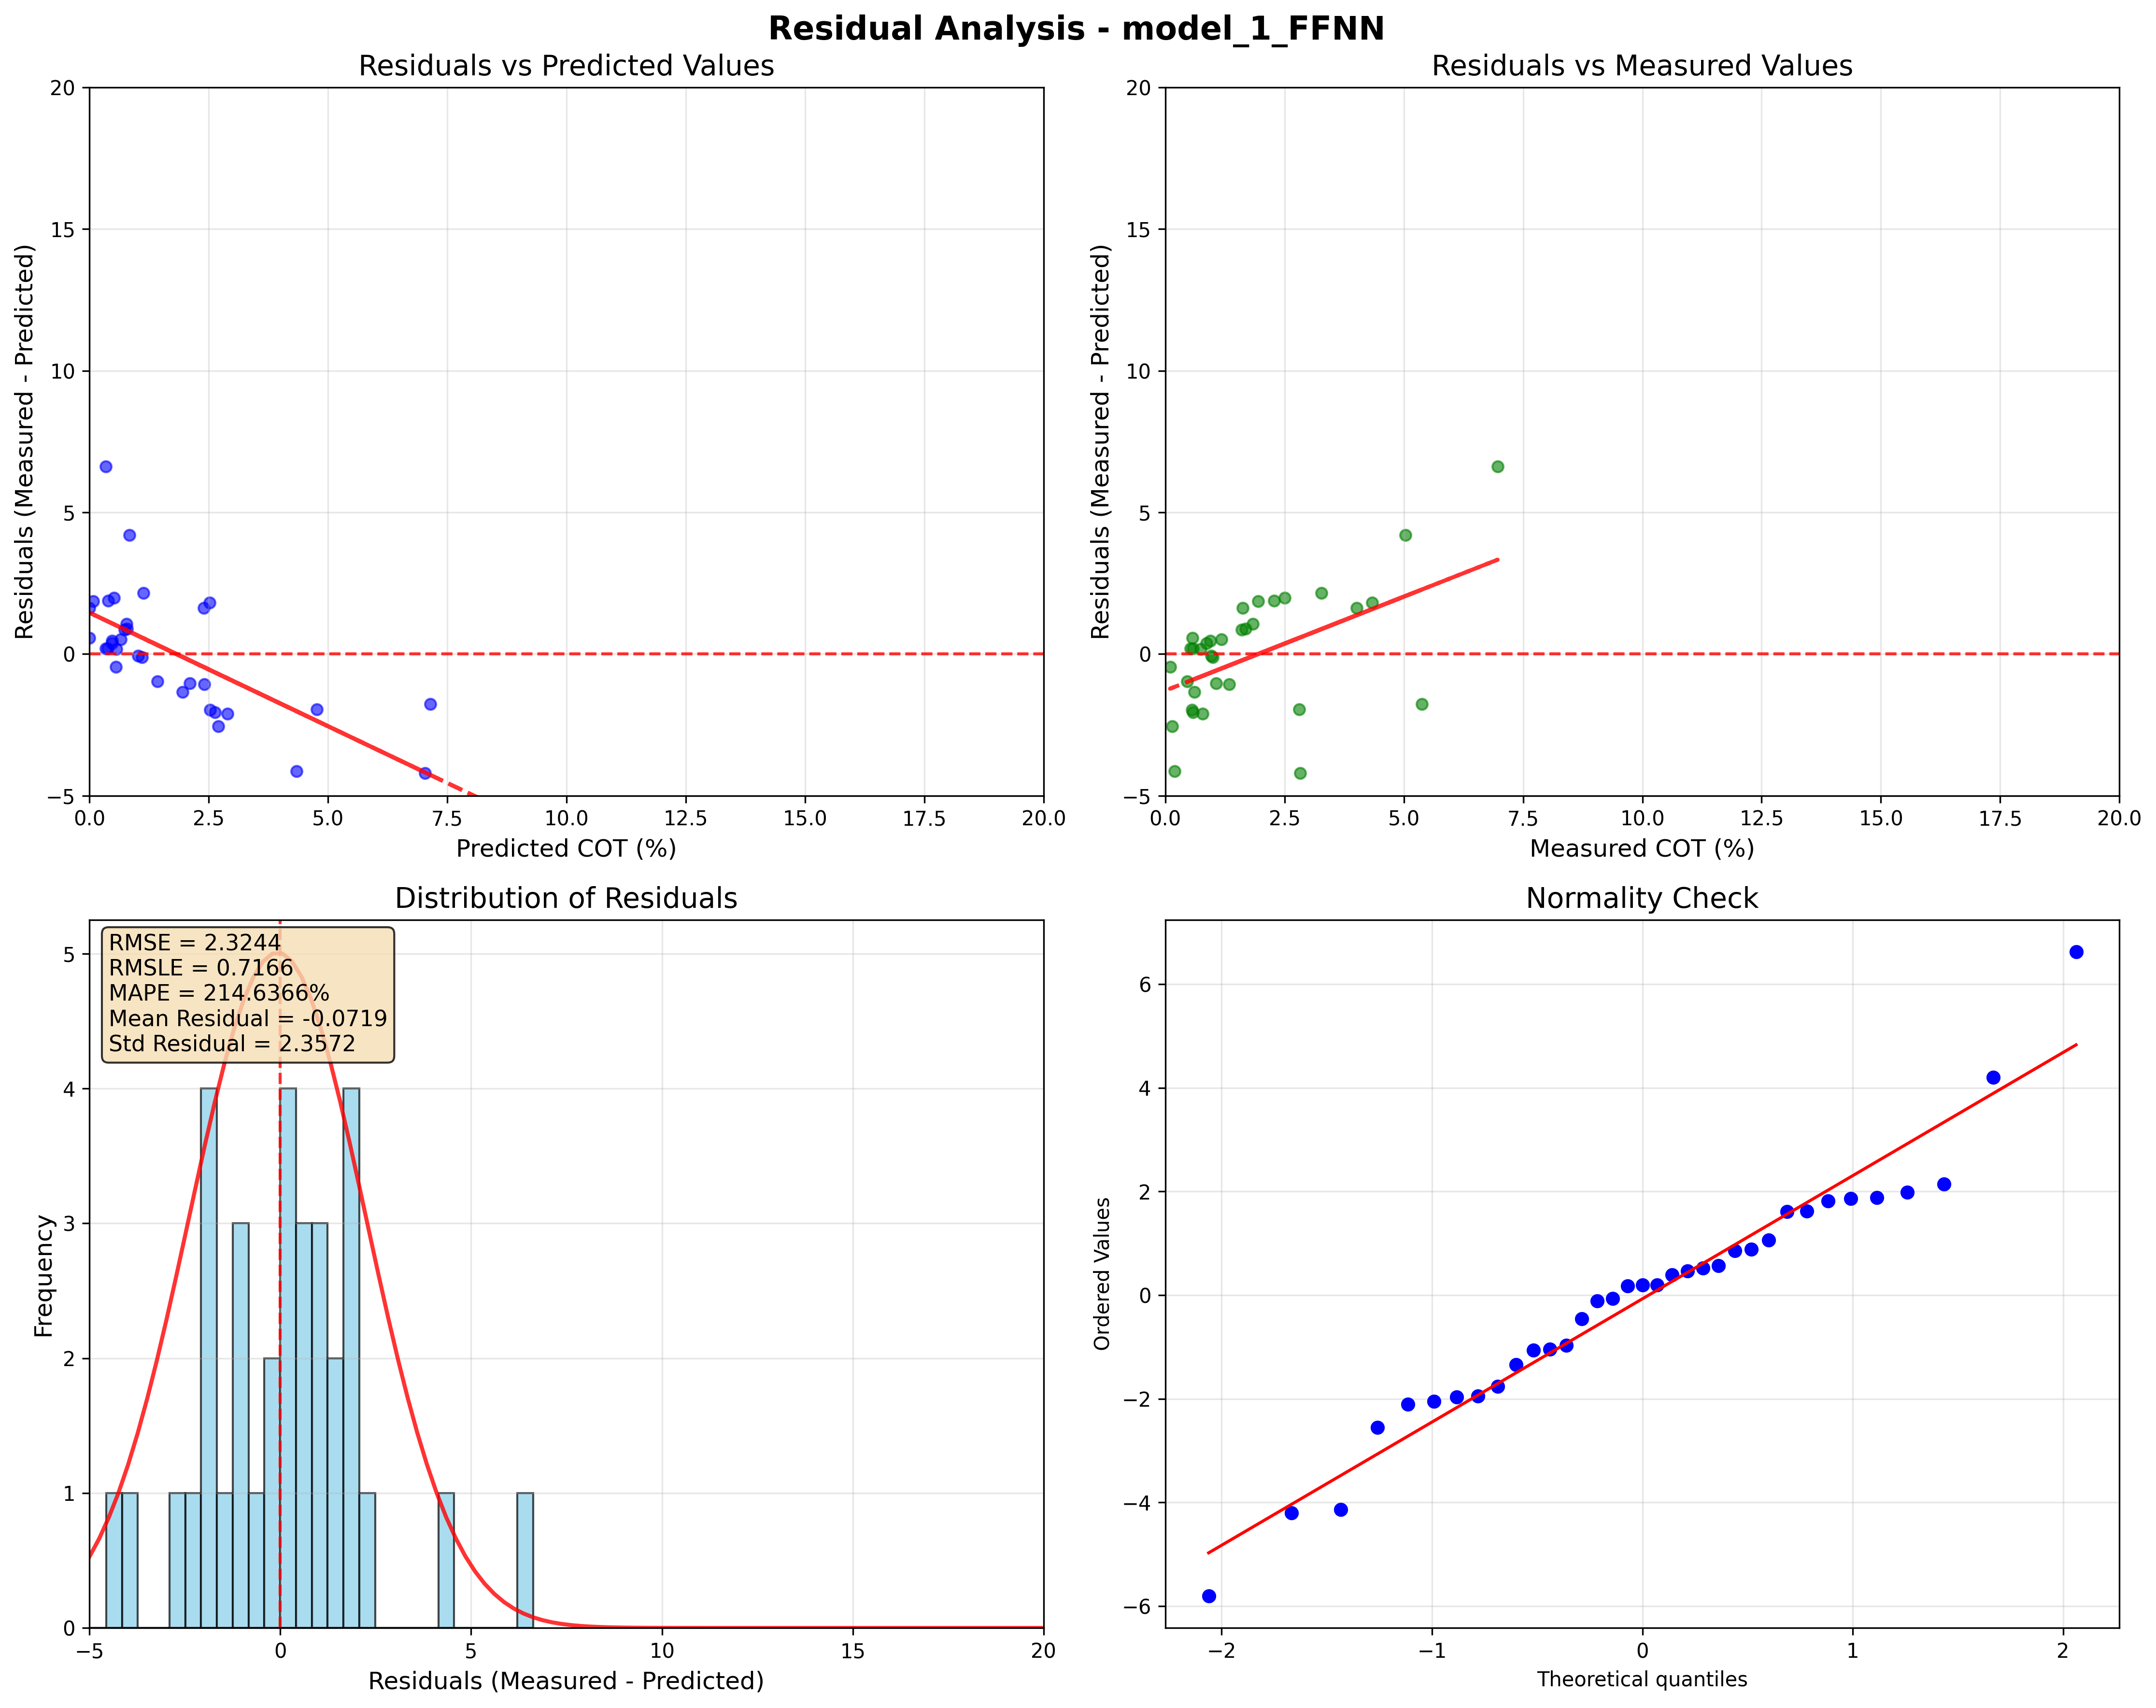 Residual Analysis - model_1_FFNN
Residuals vs Predicted Values
20
15
10
5
0
−5
0.0 2.5 5.0 7.5 10.0 12.5 15.0 17.5 20.0
Residuals (Measured - Predicted)
Predicted COT (%)
Residuals vs Measured Values
20
15
10
5
0
−5
0.0 2.5 5.0 7.5 10.0 12.5 15.0 17.5 20.0
Residuals (Measured - Predicted)
Measured COT (%)
Distribution of Residuals
RMSE = 2.3244
RMSLE = 0.7166
MAPE = 214.6366%
Mean Residual = -0.0719
Std Residual = 2.3572
5
4
3
2
1
0
−5 0 5 10 15 20
Frequency
Residuals (Measured - Predicted)
Normality Check
6
4
2
0
−2
−4
−6
−2 −1 0 1 2
Ordered Values
Theoretical quantiles